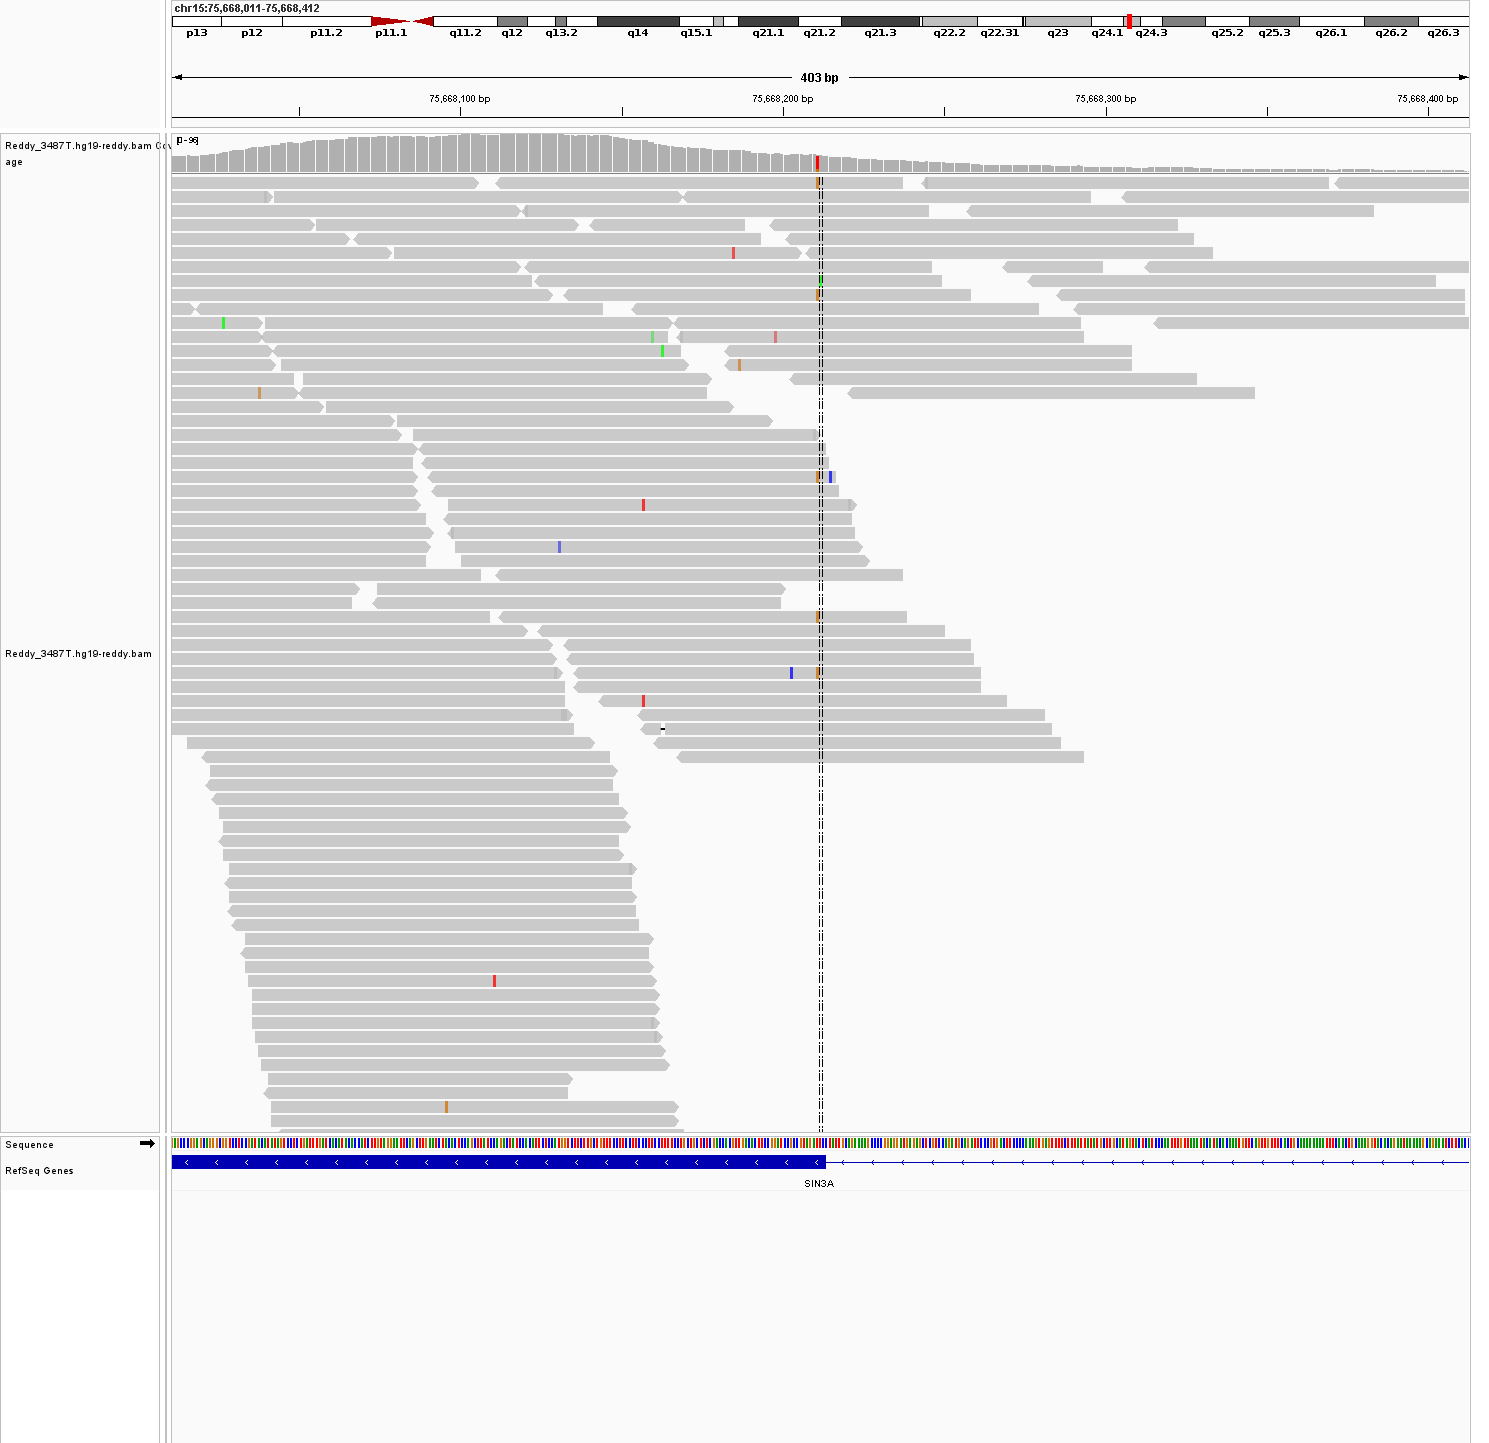 chr15:75,668,011-75,668,412
p13 p12 p11.2 p11.1 q11.2 q12 q13.2 q14 q15.1 q21.1 q21.2 q21.3 q22.2 q22.31 q23 q24.1 q24.3 q25.2 q25.3 q26.1 q26.2 q26.3
403 bp
75,668,100 bp 75,668,200 bp 75,668,300 bp 75,668,400 bp
[0-96]
Reddy_3487T.hg19-reddy.bam Cov
age
Reddy_3487T.hg19-reddy.bam
Sequence
RefSeq Genes
SIN3A